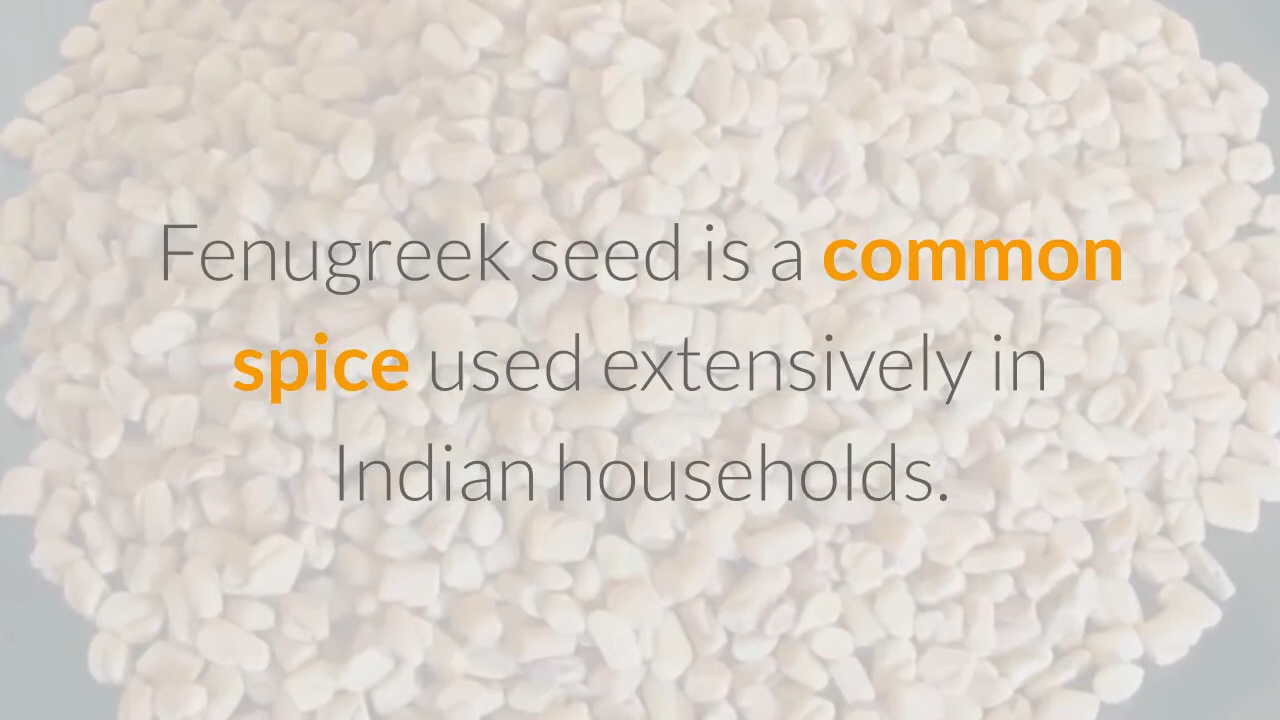 Fenugreek seed is a common
spice used extensively in
Indian households.